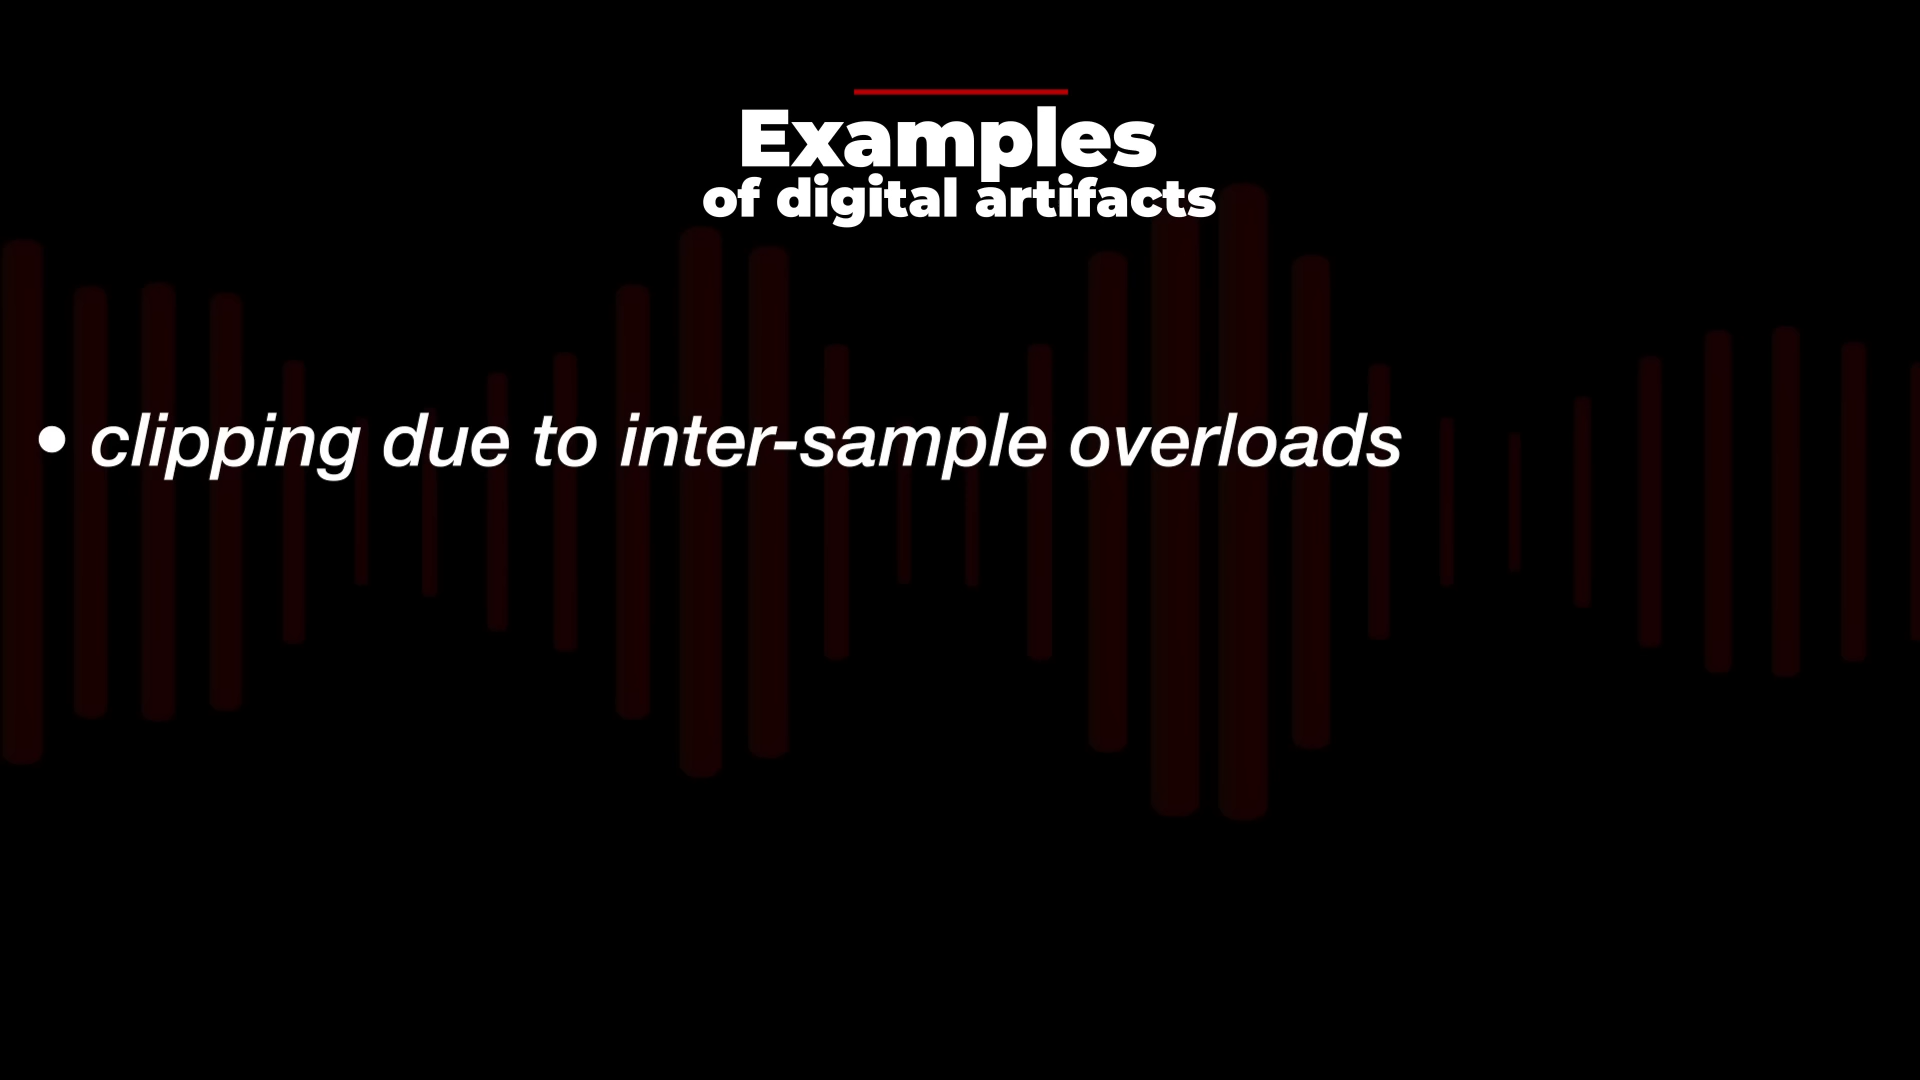 Examples
of digital artifacts
• clipping due to inter-sample overloads